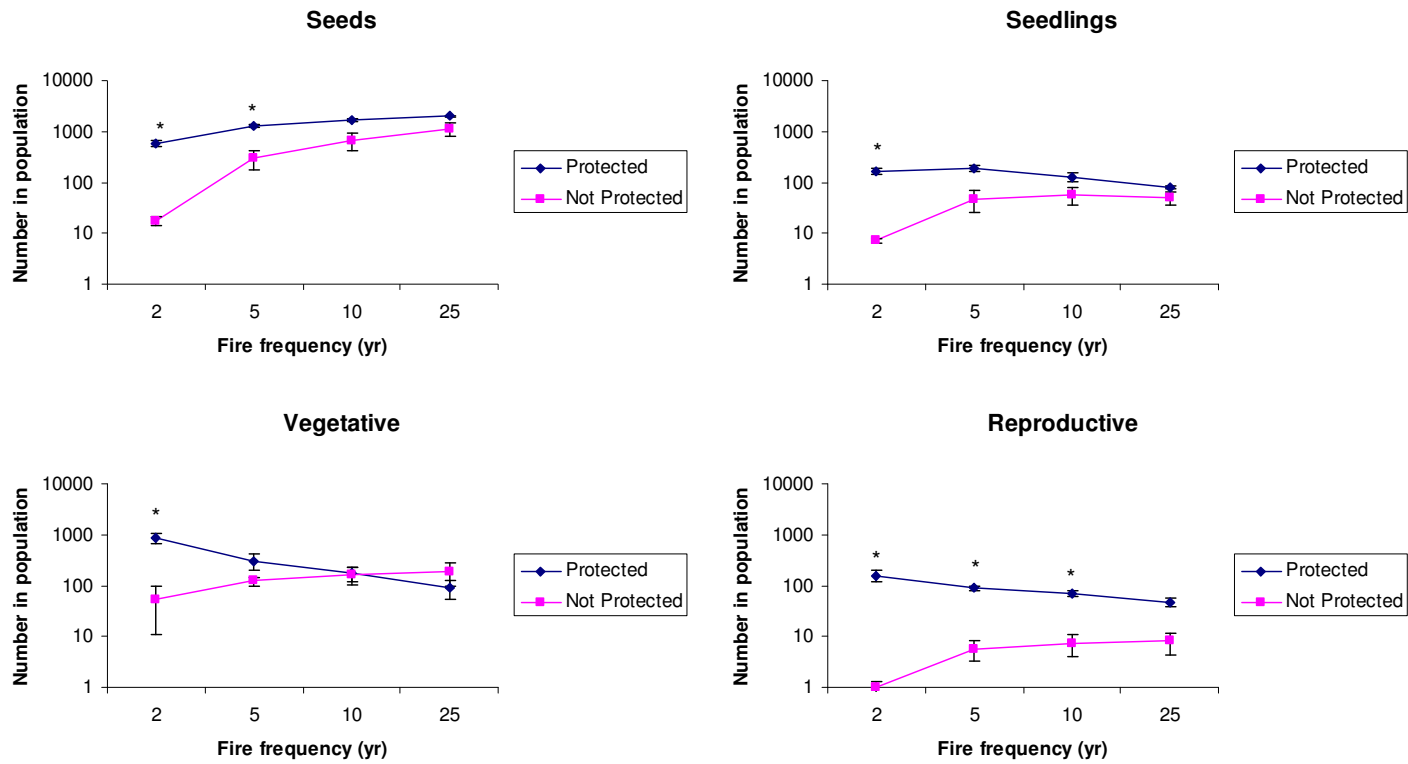 Seeds
Number in population
10000
1000
100
10
1
*
*
2
5
10
25
Fire frequency (yr)
Protected
Not Protected
Seedlings
Number in population
10000
1000
100
10
1
*
2
5
10
25
Fire frequency (yr)
Protected
Not Protected
Vegetative
Number in population
10000
1000
100
10
1
*
2
5
10
25
Fire frequency (yr)
Protected
Not Protected
Reproductive
Number in population
10000
1000
100
10
1
*
*
*
2
5
10
25
Fire frequency (yr)
Protected
Not Protected